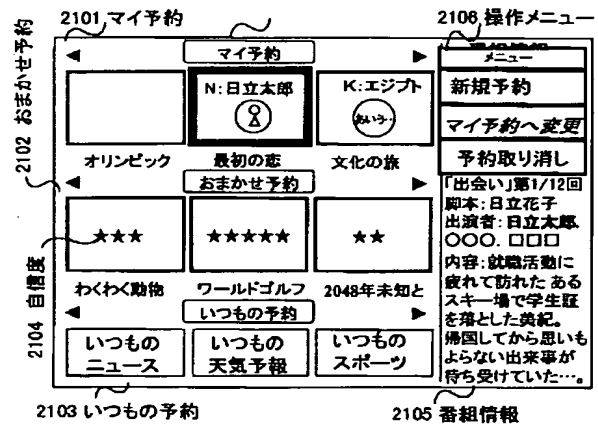 2101 マイ予約
2106 操作メニュー
2102 おまかせ予約
◀ マイ予約 ▶
N:日立太郎
K:エジプト
あいう‥
オリンピック
最初の恋
文化の旅
◀ おまかせ予約 ▶
★★★
★★★★★
★★
わくわく動物
ワールドゴルフ
2048年未知と
2104 自信度
◀ いつもの予約 ▶
いつもの
ニュース
いつもの
天気予報
いつもの
スポーツ
メニュー
新規予約
マイ予約へ変更
予約取り消し
「出会い」第1/12回
脚本:日立花子
出演者:日立太郎、
○○○、□□□
内容:就職活動に
疲れて訪れた ある
スキー場で学生証
を落とした美紀。
帰国してから思いも
よらない出来事が
待ち受けていた…。
2103 いつもの予約
2105 番組情報